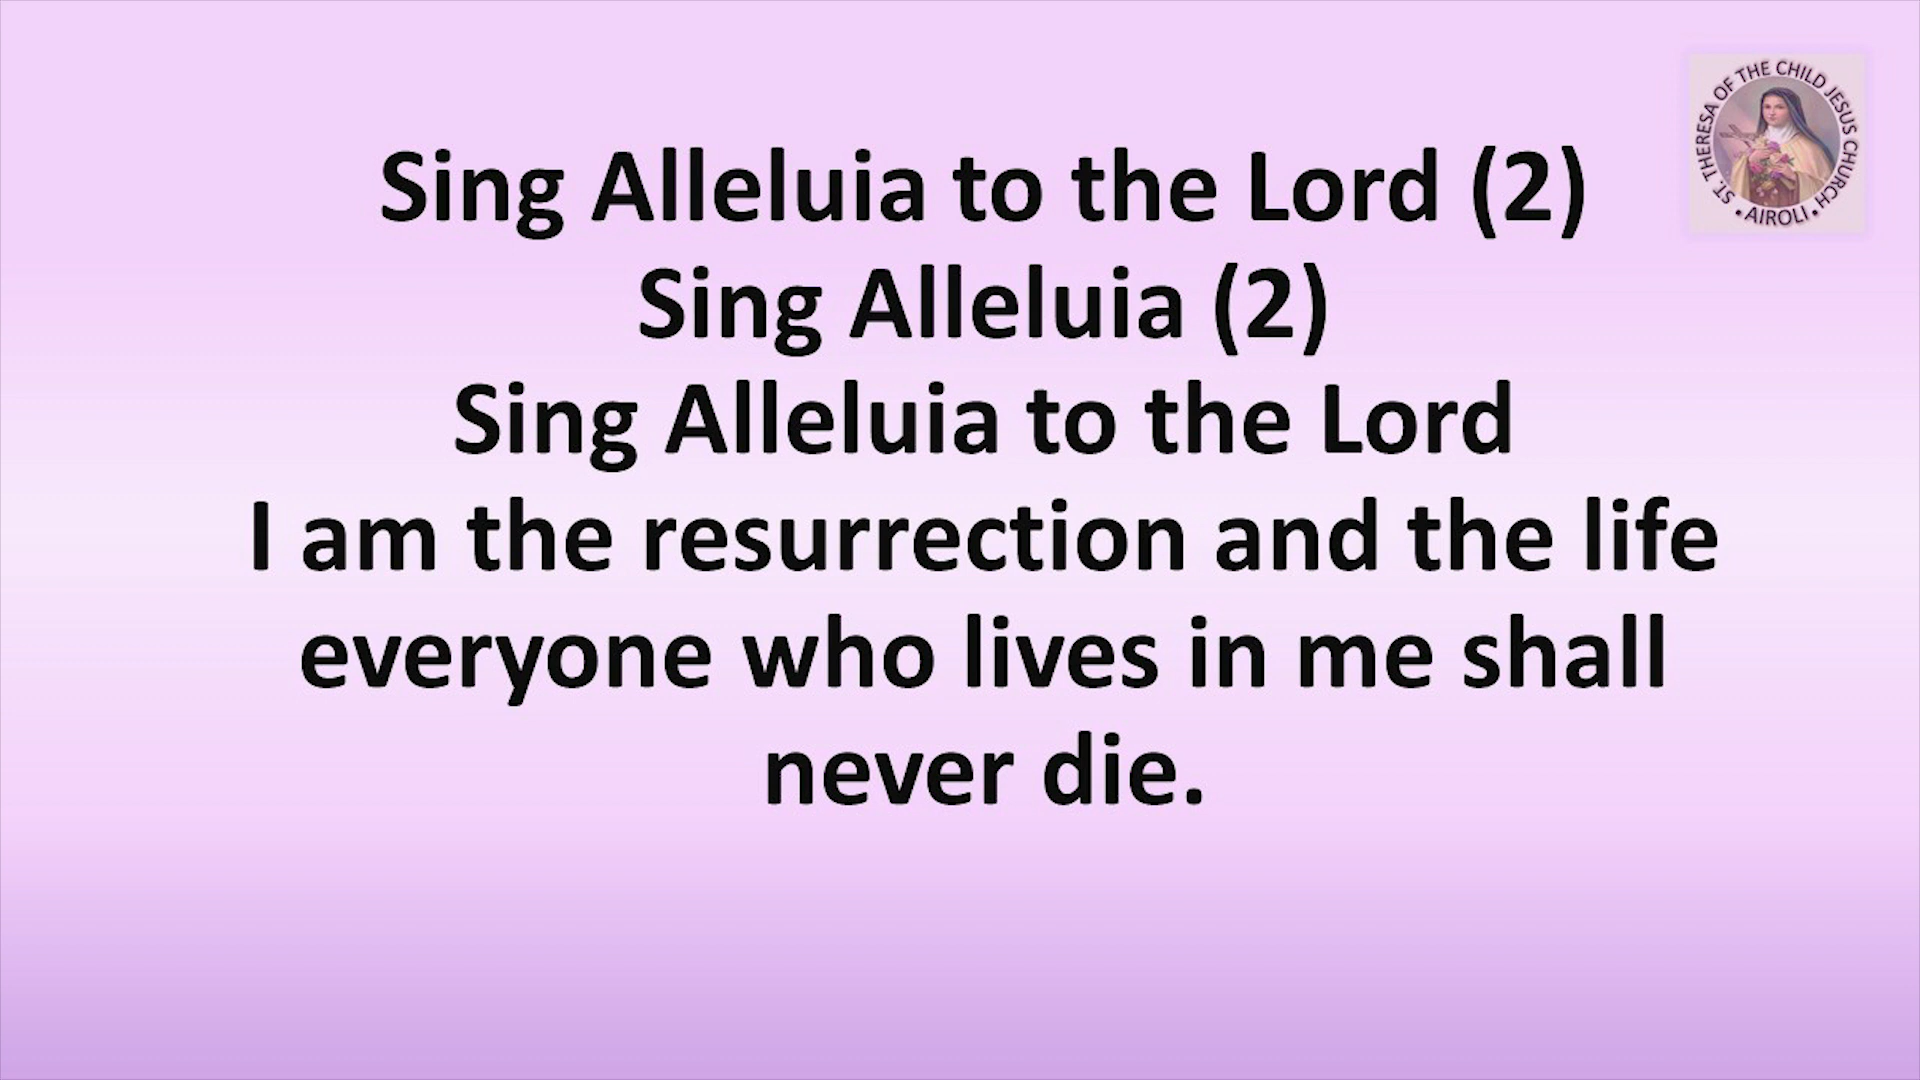 Sing Alleluia to the Lord (2)
Sing Alleluia (2)
Sing Alleluia to the Lord
I am the resurrection and the life
everyone who lives in me shall
never die.
ST. THERESA OF THE CHILD JESUS CHURCH
• AIROLI •